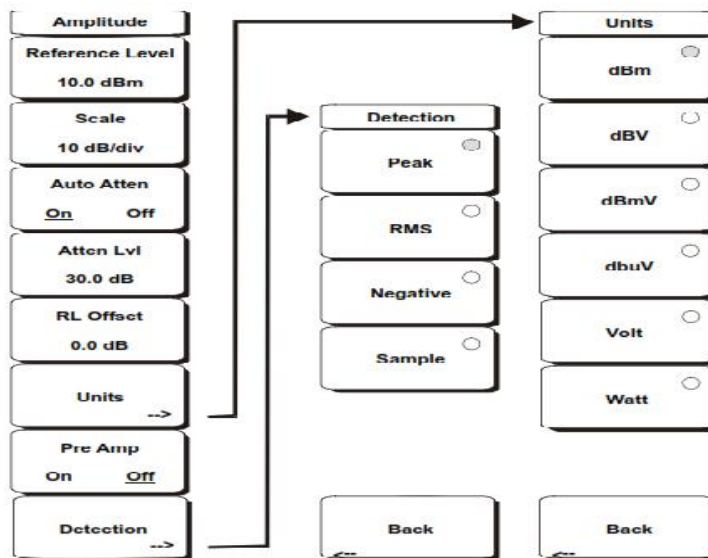 Amplitude
Reference Level
10.0 dBm
Scale
10 dB/div
Auto Atten
On Off
Atten Lvl
30.0 dB
RL Offset
0.0 dB
Units
-->
Pre Amp
On Off
Detection
-->
Detection
Peak
RMS
Negative
Sample
Back
<--
Units
dBm
dBV
dBmV
dbuV
Volt
Watt
Back
<--